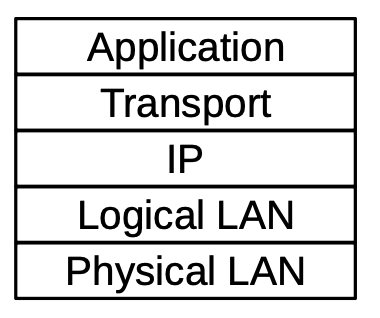 Application
Transport
IP
Logical LAN
Physical LAN